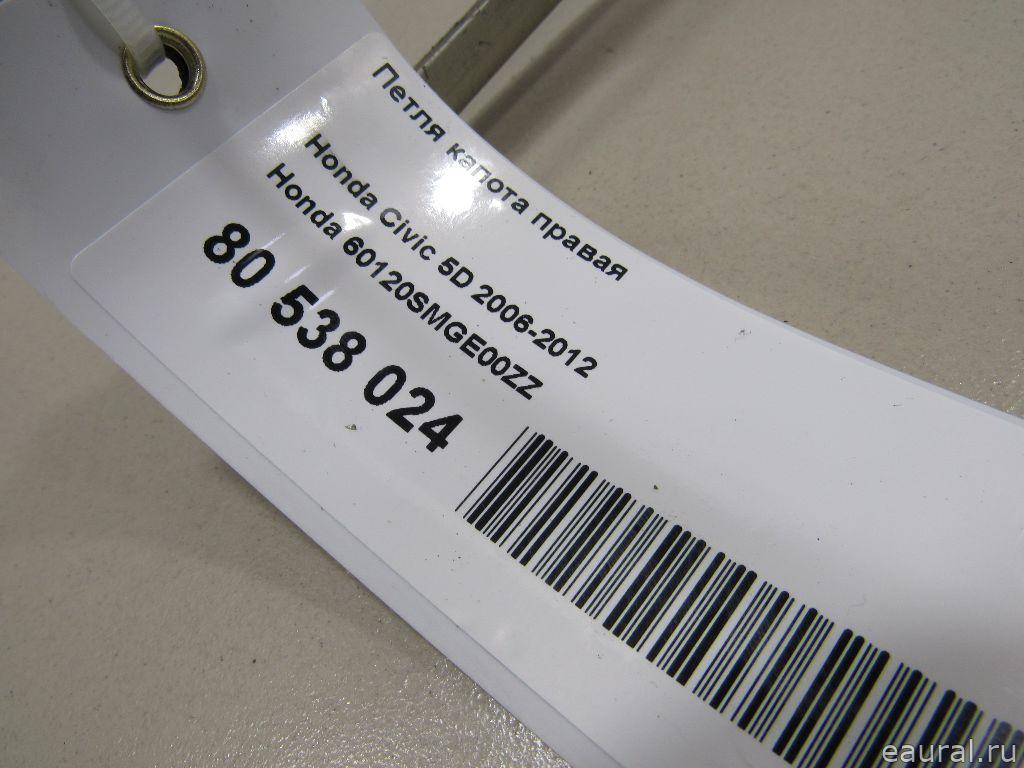 Петля капота правая
Honda Civic 5D 2006-2012
Honda 60120SMGE00ZZ
80 538 024
eaural.ru